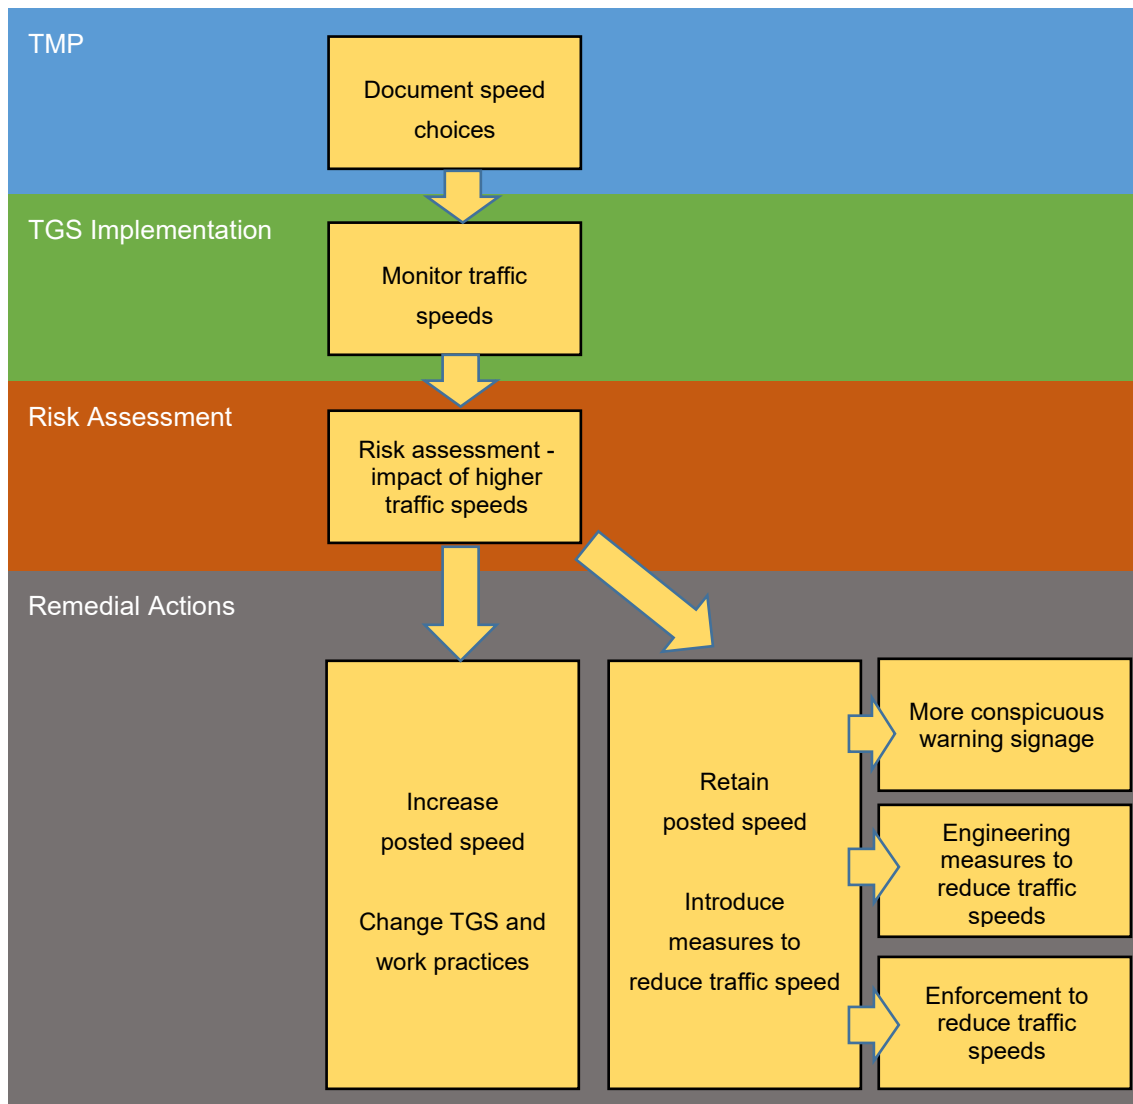 TMP
Document speed
choices
TGS Implementation
Monitor traffic
speeds
Risk Assessment
Risk assessment -
impact of higher
traffic speeds
Remedial Actions
Increase
posted speed
Change TGS and
work practices
Retain
posted speed
Introduce
measures to
reduce traffic speed
More conspicuous
warning signage
Engineering
measures to
reduce traffic
speeds
Enforcement to
reduce traffic
speeds